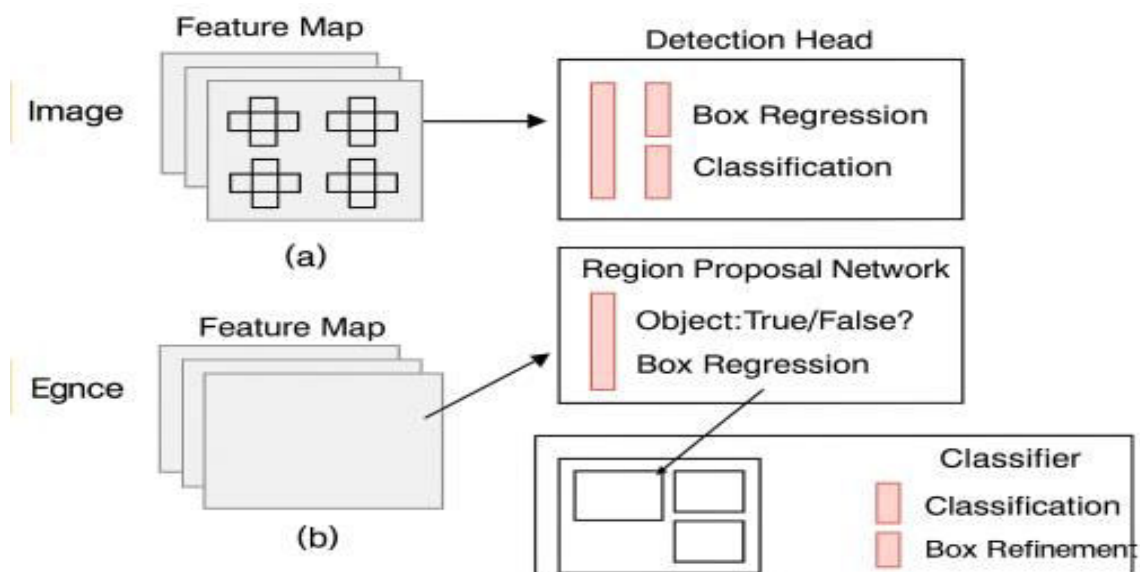 Feature Map
Detection Head
Image
Box Regression
Classification
(a)
Region Proposal Network
Object:True/False?
Box Regression
Feature Map
Egnce
(b)
Classifier
Classification
Box Refinement